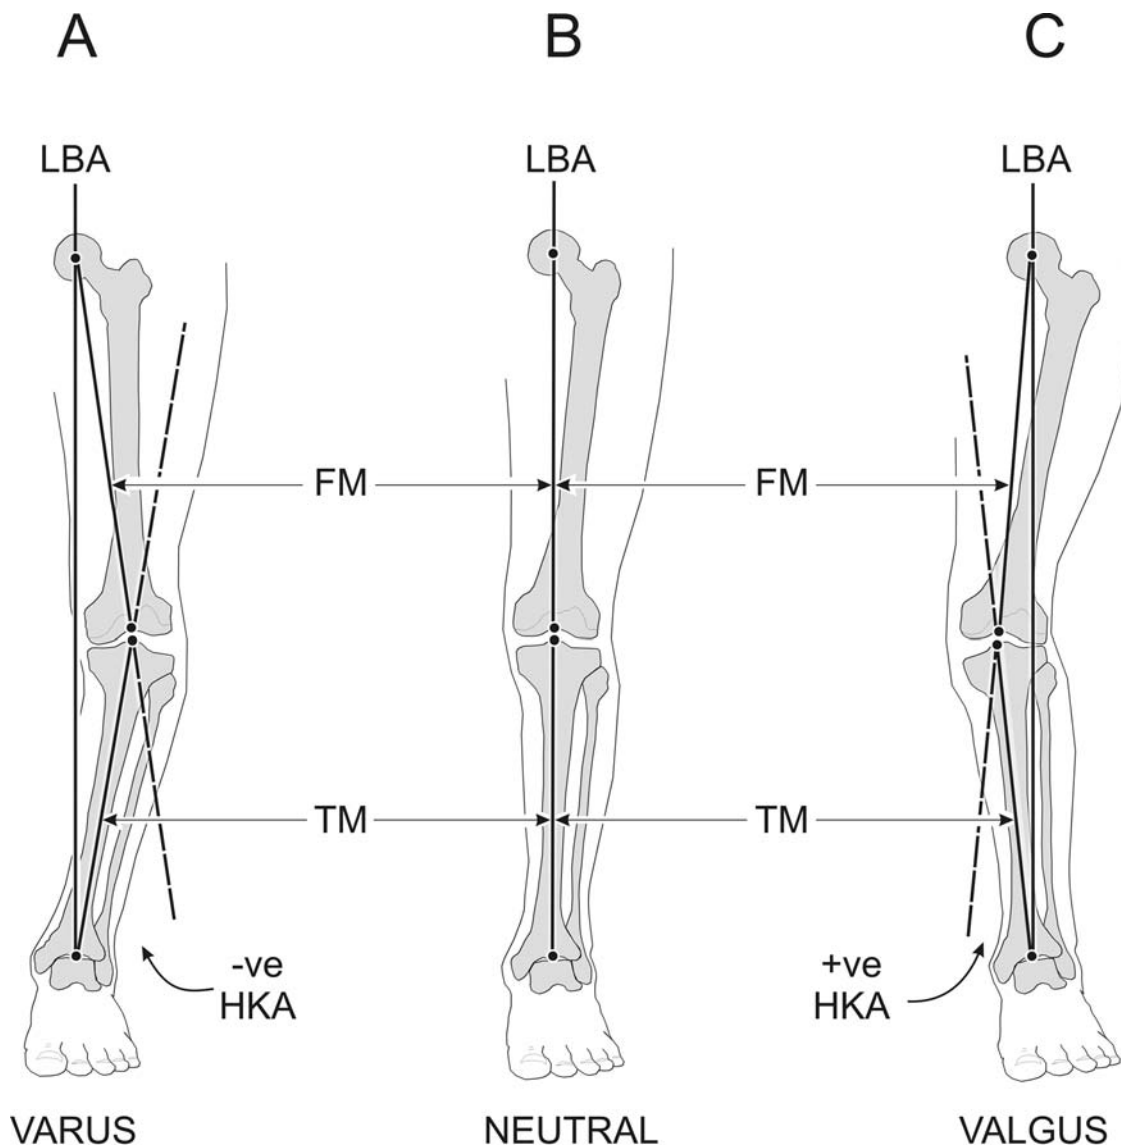 A B C
LBA LBA LBA
FM FM
TM TM
-ve
HKA
+ve
HKA
VARUS NEUTRAL VALGUS